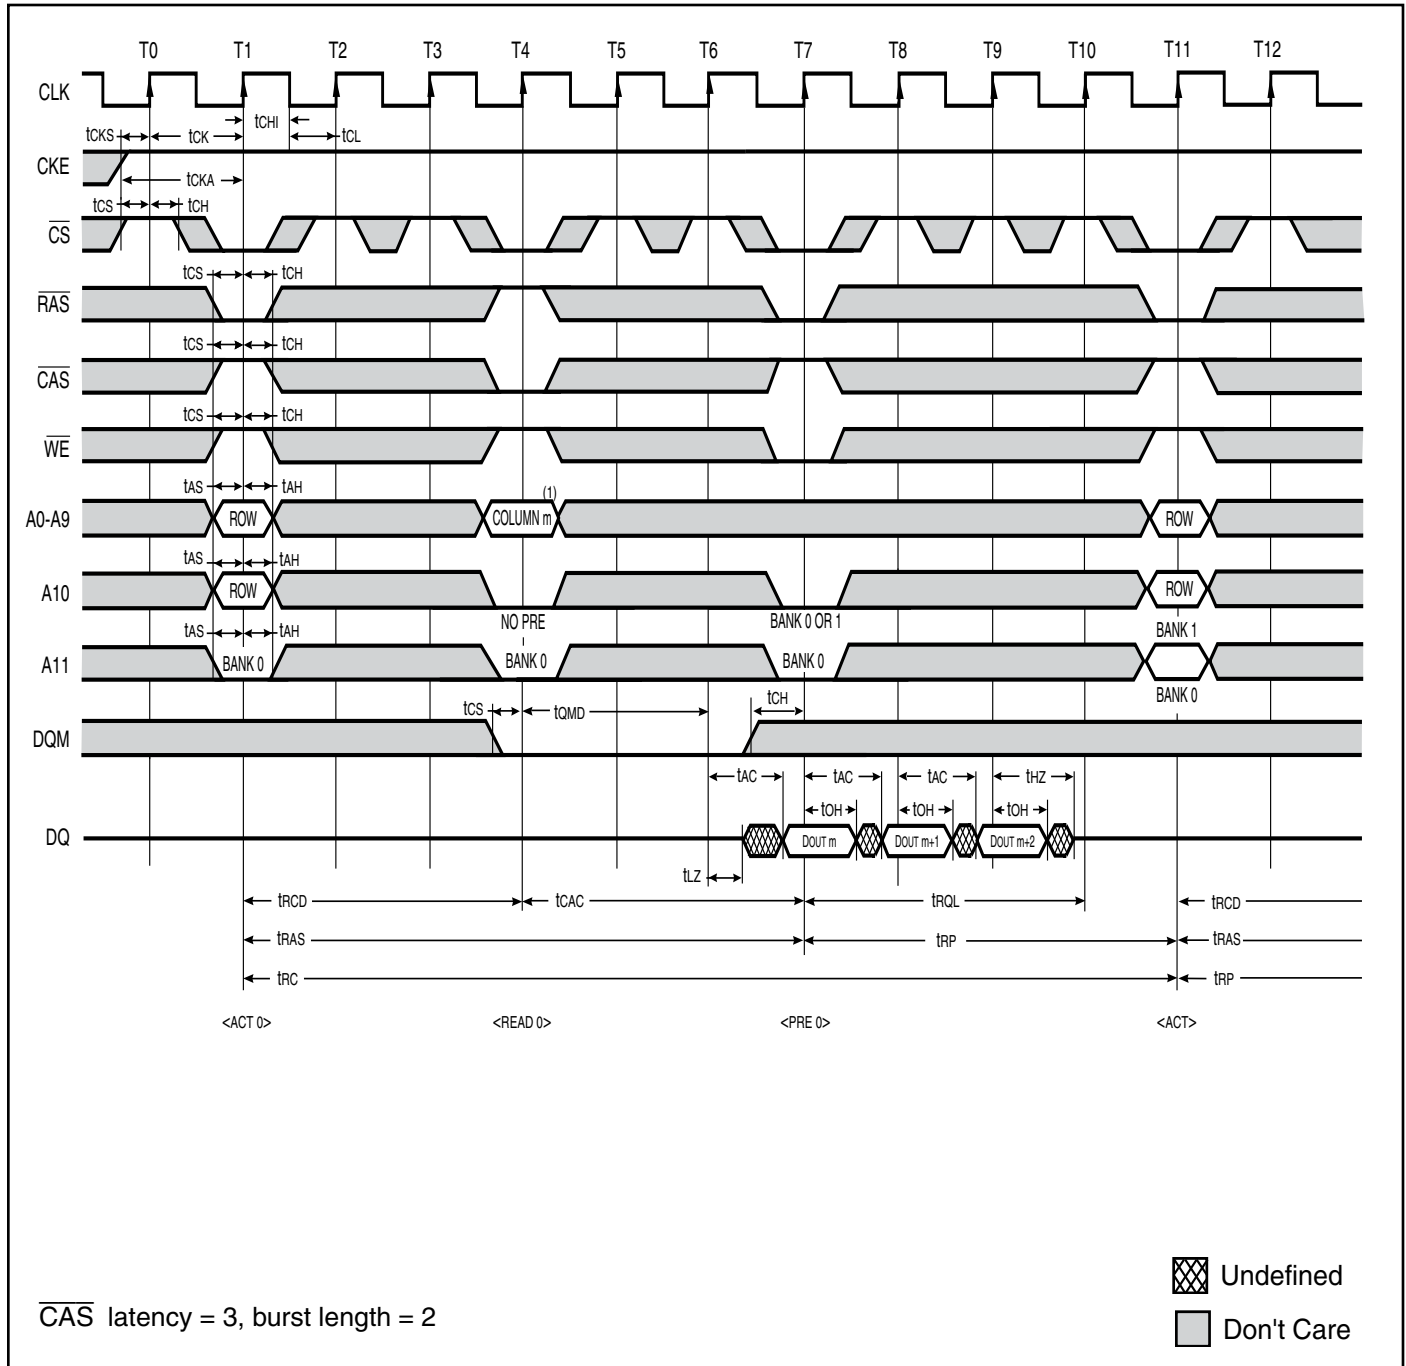 T0 T1 T2 T3 T4 T5 T6 T7 T8 T9 T10 T11 T12
CLK
tCHI
tCKS tCK tCL
CKE
tCKA
tCS tCH
CS
tCS tCH
RAS
tCS tCH
CAS
tCS tCH
WE
tAS tAH (1)
A0-A9 ROW COLUMN m ROW
tAS tAH
A10 ROW ROW
NO PRE BANK 0 OR 1
tAS tAH BANK 1
A11 BANK 0 BANK 0 BANK 0
BANK 0
tCS tQMD tCH
DQM
tAC tAC tAC tHZ
tOH tOH tOH
DQ DOUT m DOUT m+1 DOUT m+2
tLZ
tRCD tCAC tRQL tRCD
tRAS tRP tRAS
tRC tRP
<ACT 0> <READ 0> <PRE 0> <ACT>
Undefined
CAS latency = 3, burst length = 2
Don't Care